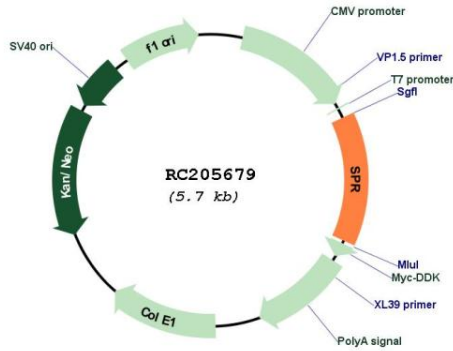 CMV promoter
SV40 ori
f1 ori
VP1.5 primer
T7 promoter
SgfI
Kan/Neo
RC205679
(5.7 kb)
SPR
MluI
Myc-DDK
XL39 primer
Col E1
PolyA signal